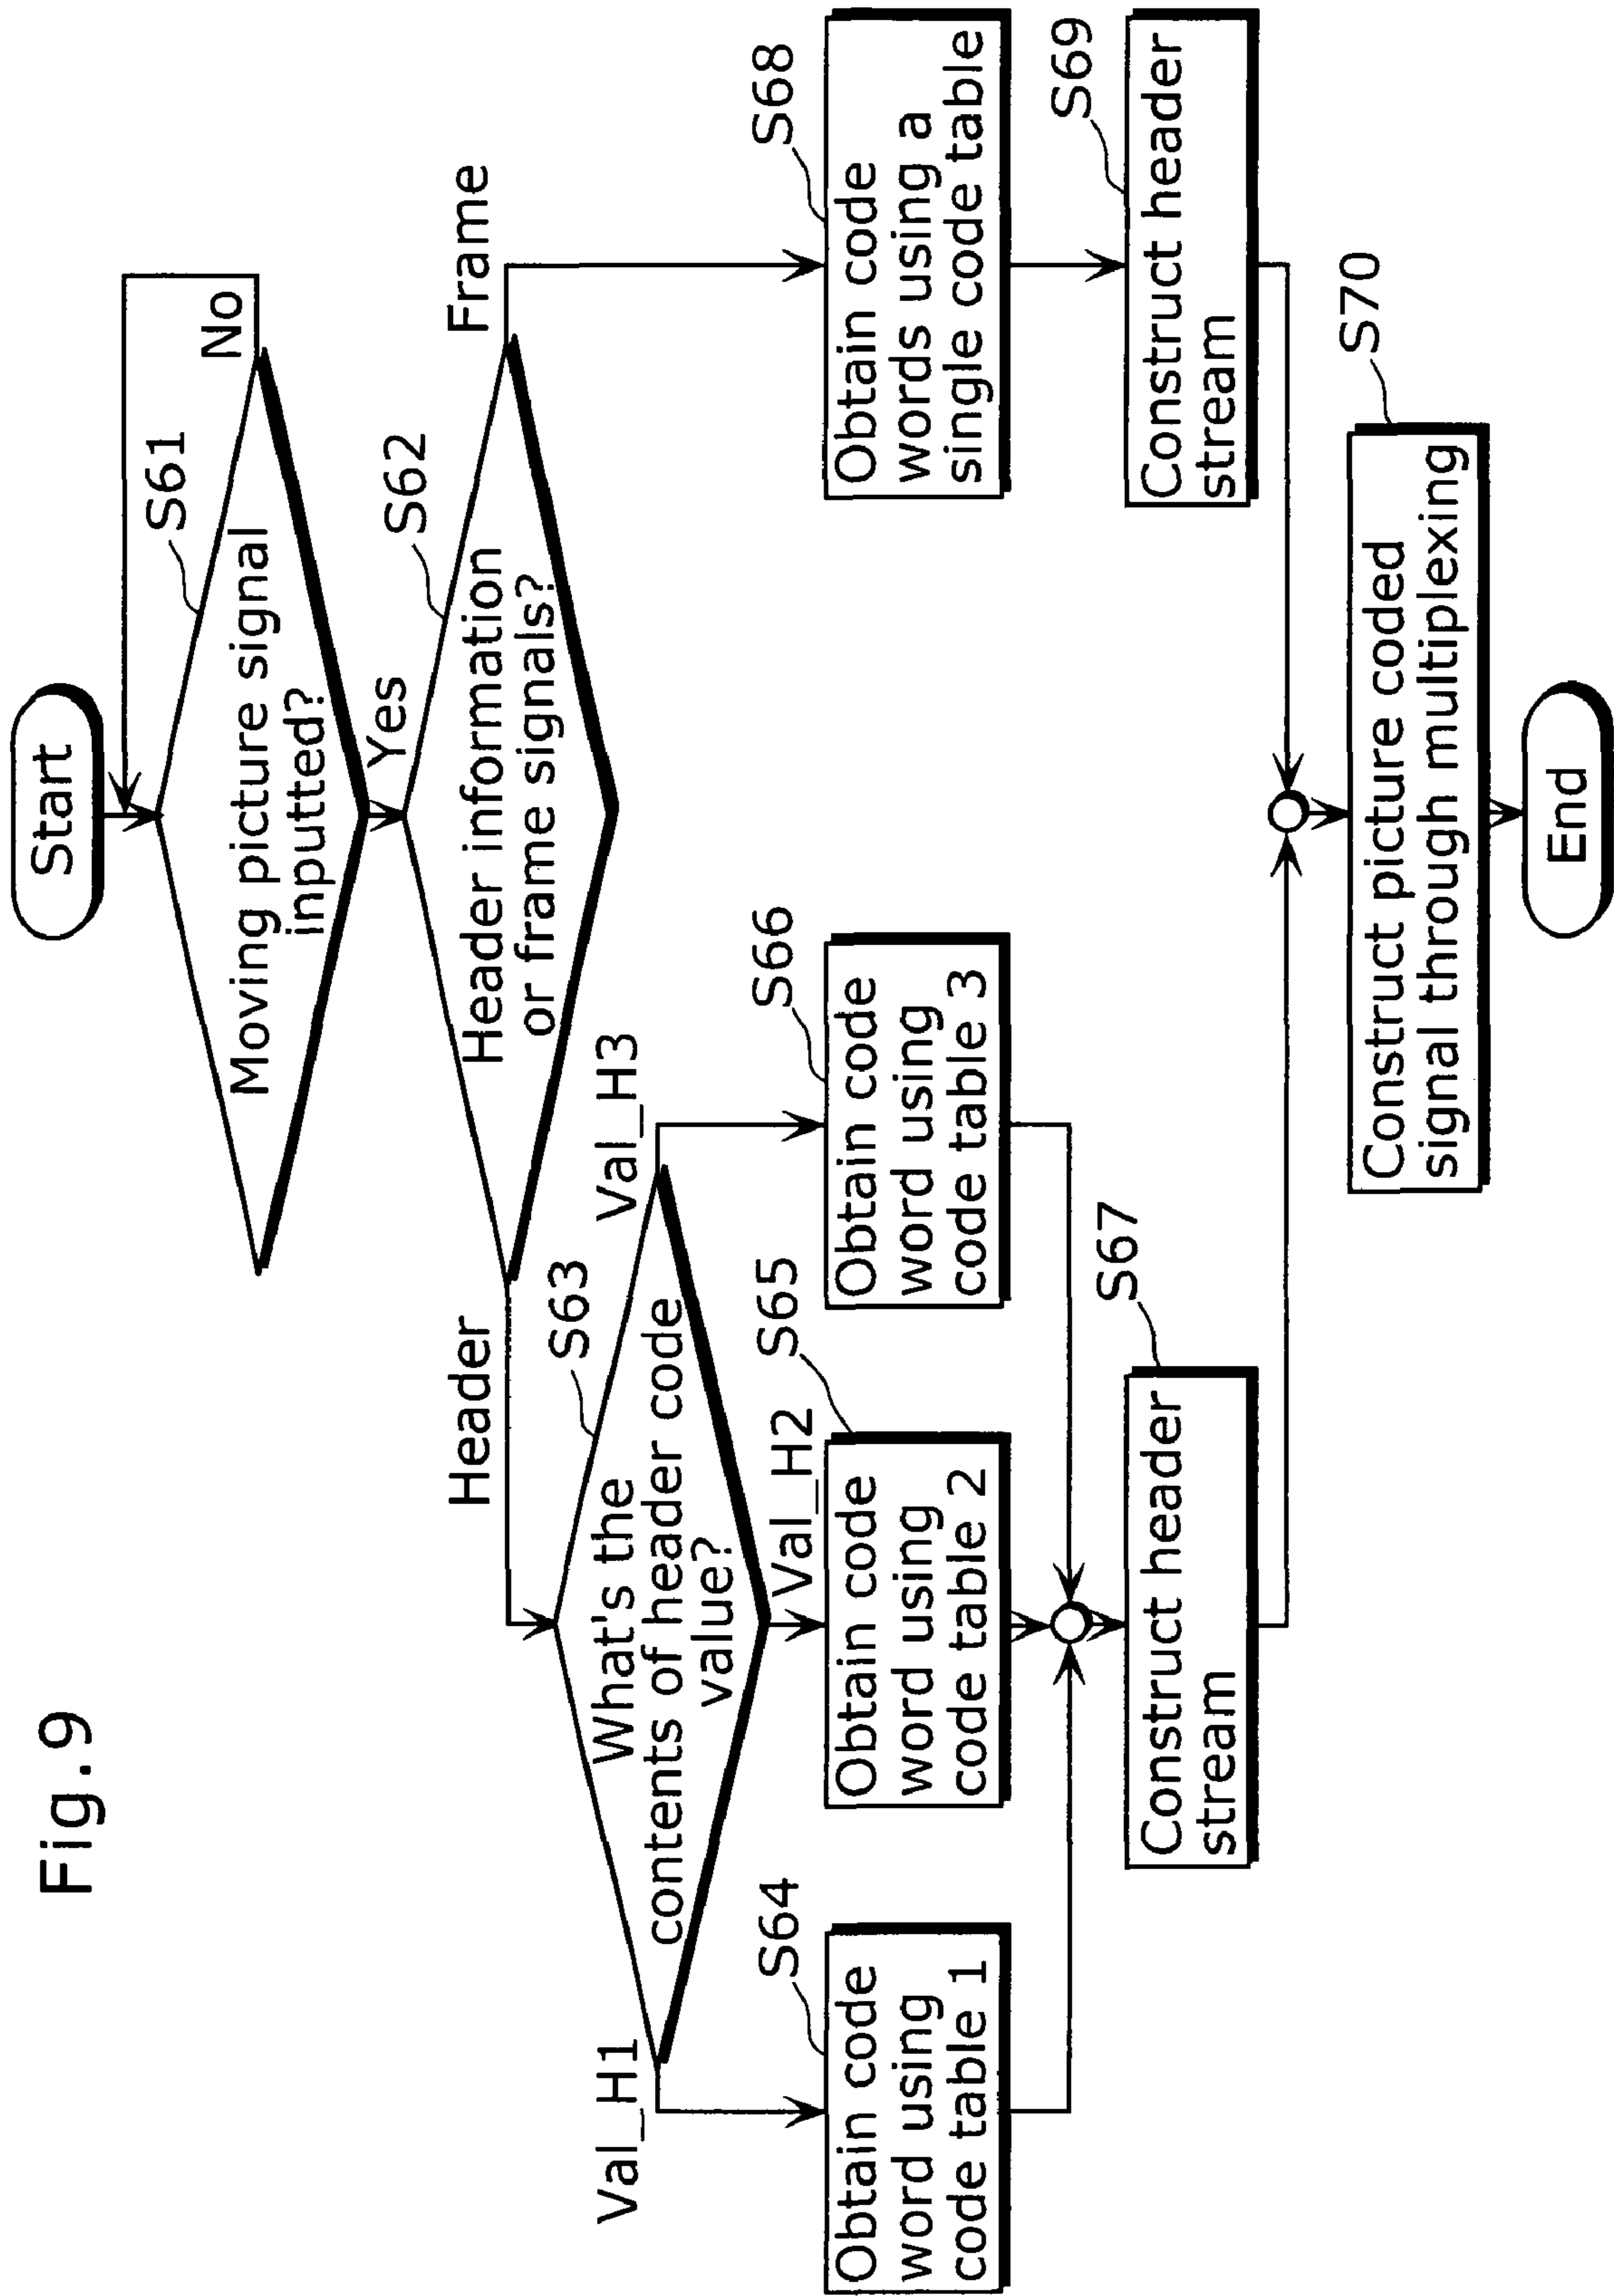 Fig.9
Start
No
S61
Moving picture signal
inputted?
Yes
S62
Header information
or frame signals?
Header
Frame
S63
What's the
contents of header code
value?
Val_H1
Val_H2
Val_H3
S64
Obtain code
word using
code table 1
S65
Obtain code
word using
code table 2
S66
Obtain code
word using
code table 3
S68
Obtain code
words using a
single code table
S67
Construct header
stream
S69
Construct header
stream
S70
Construct picture coded
signal through multiplexing
End